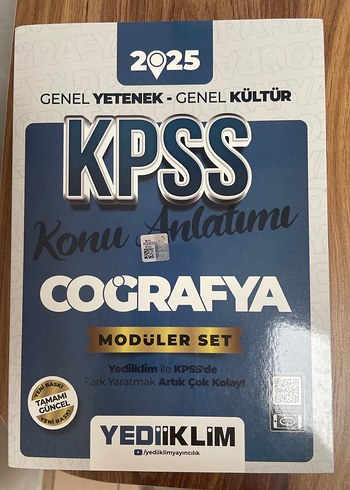 2025
GENEL YETENEK - GENEL KÜLTÜR
KPSS
Konu Anlatımı
COĞRAFYA
MODÜLER SET
Yediiklim ile KPSS'de
Fark Yaratmak Artık Çok Kolay!
YENİ BASKI
TAMAMI
GÜNCEL
YENİ BASKI
YEDİİKLİM
/yediiklimyayincilik